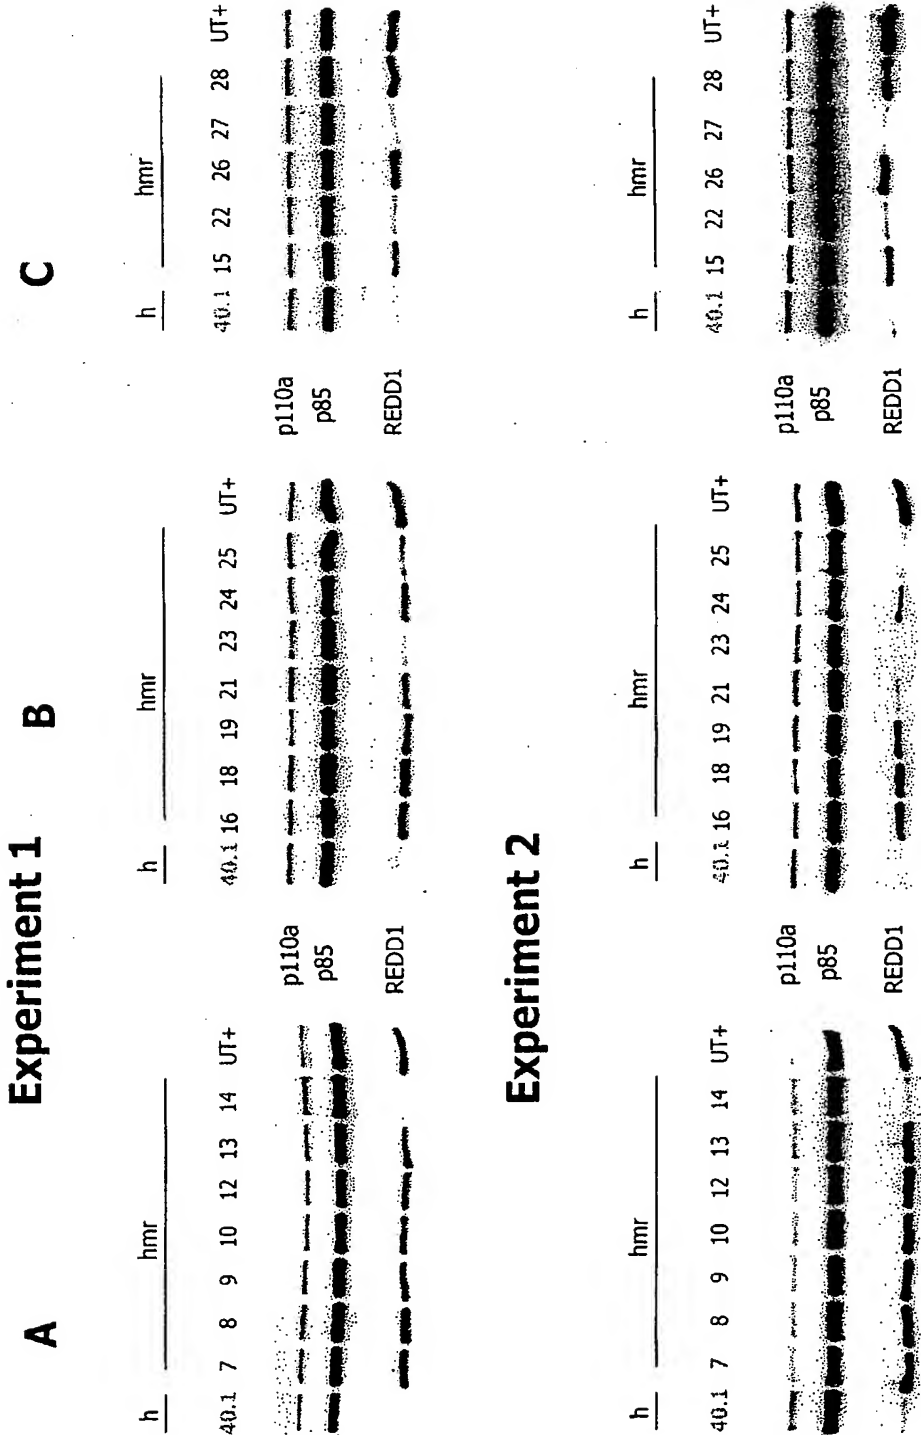 Experiment 1
A
h hmr
40.1 7 8 9 10 12 13 14 UT+
p110a
p85
REDD1
B
h hmr
40.1 16 18 19 21 23 24 25 UT+
p110a
p85
REDD1
C
h hmr
40.1 15 22 26 27 28 UT+
Experiment 2
h hmr
40.1 7 8 9 10 12 13 14 UT+
p110a
p85
REDD1
h hmr
40.1 16 18 19 21 23 24 25 UT+
p110a
p85
REDD1
h hmr
40.1 15 22 26 27 28 UT+